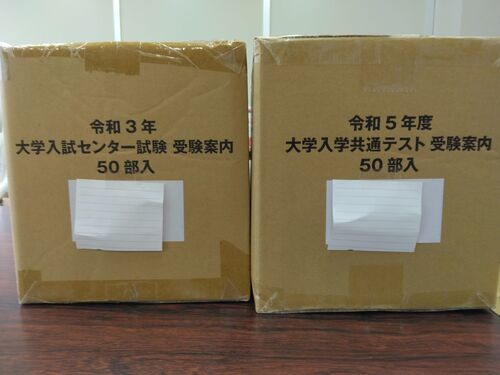 令和3年
大学入試センター試験 受験案内
50部入
令和5年度
大学入学共通テスト 受験案内
50部入